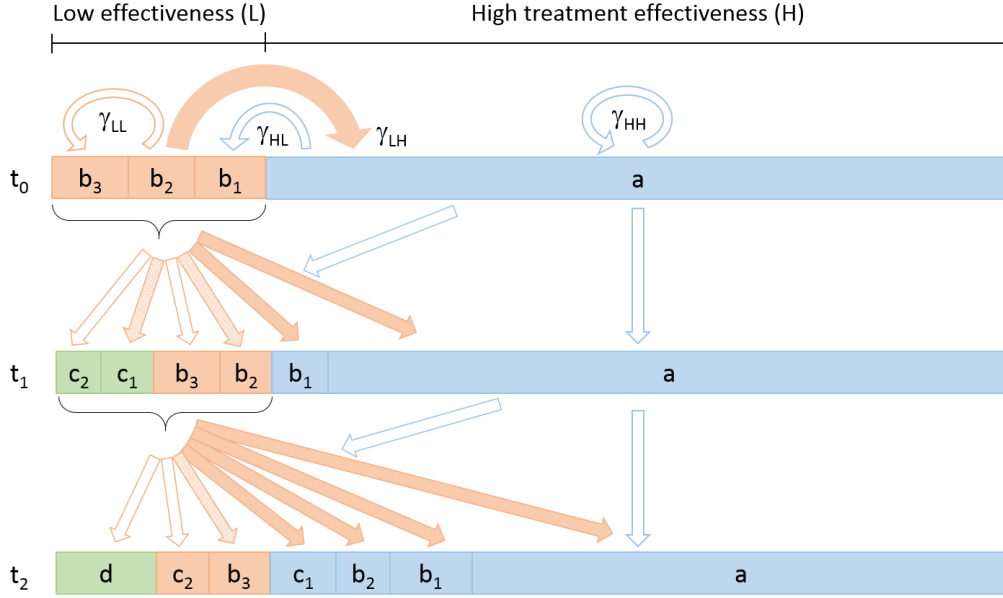 Low effectiveness (L) High treatment effectiveness (H)
γLL γHL γLH γHH
t0 b3 b2 b1 a
t1 c2 c1 b3 b2 b1 a
t2 d c2 b3 c1 b2 b1 a